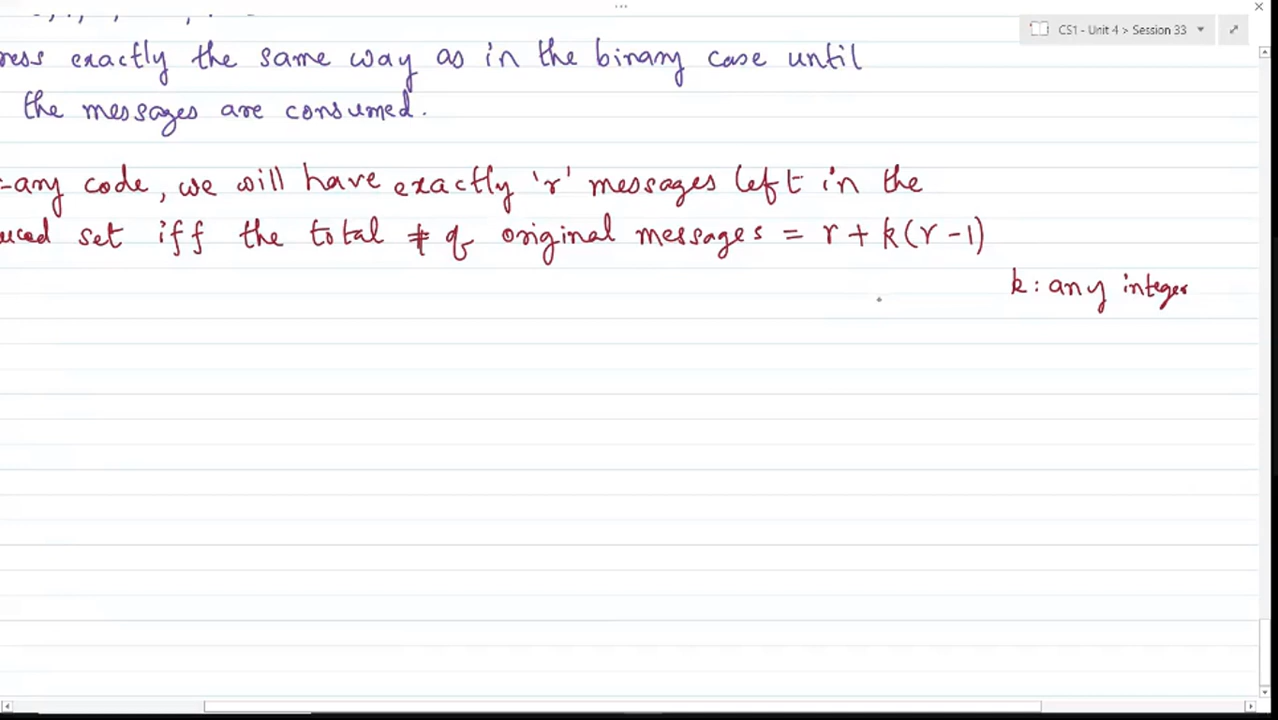 CS1 - Unit 4 > Session 33
ress exactly the same way as in the binary case until
the messages are consumed.
-any code, we will have exactly 'r' messages left in the
uced set iff the total # of original messages = r + k(r-1)
k: any integer